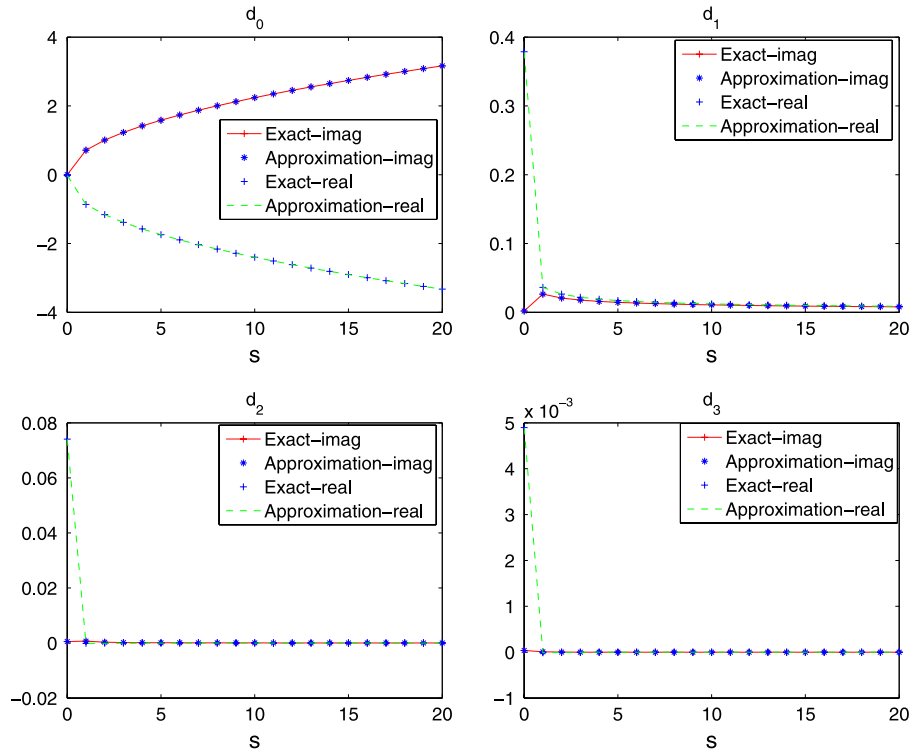 d0
4
2
0
−2
−4
0
5
10
15
20
s
Exact−imag
Approximation−imag
Exact−real
Approximation−real
d1
0.4
0.3
0.2
0.1
0
0
5
10
15
20
s
Exact−imag
Approximation−imag
Exact−real
Approximation−real
d2
0.08
0.06
0.04
0.02
0
−0.02
0
5
10
15
20
s
Exact−imag
Approximation−imag
Exact−real
Approximation−real
d3
x 10−3
5
4
3
2
1
0
−1
0
5
10
15
20
s
Exact−imag
Approximation−imag
Exact−real
Approximation−real